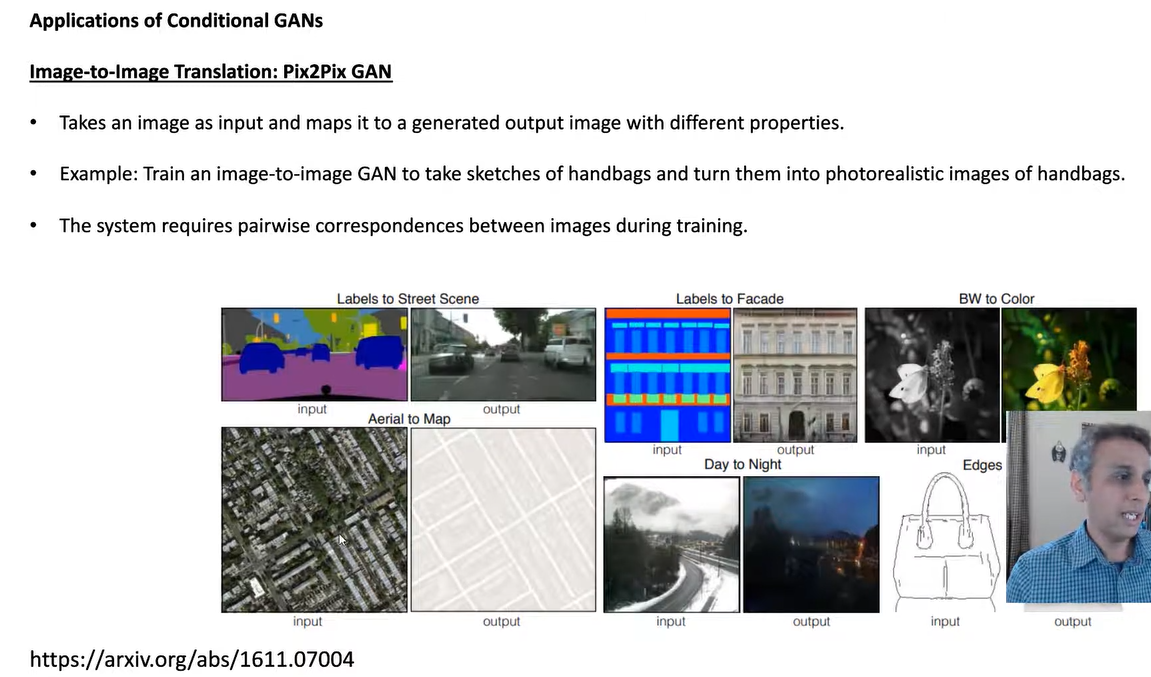 Applications of Conditional GANs
Image-to-Image Translation: Pix2Pix GAN
• Takes an image as input and maps it to a generated output image with different properties.
• Example: Train an image-to-image GAN to take sketches of handbags and turn them into photorealistic images of handbags.
• The system requires pairwise correspondences between images during training.
Labels to Street Scene
input
output
Aerial to Map
input
output
Labels to Facade
input
output
BW to Color
input
Day to Night
input
output
Edges
input
output
https://arxiv.org/abs/1611.07004